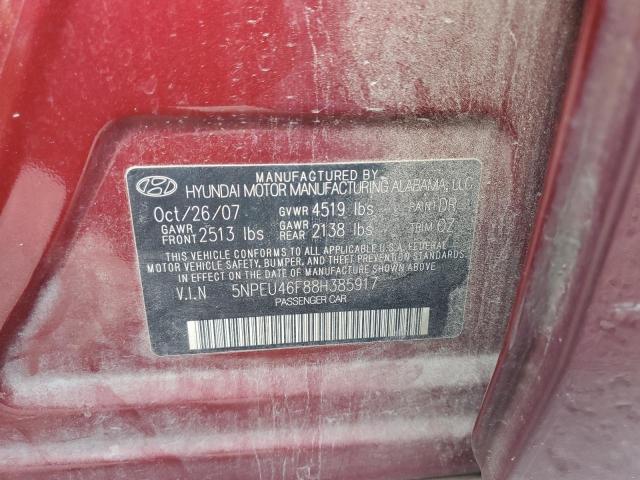 MANUFACTURED BY
HYUNDAI MOTOR MANUFACTURING ALABAMA, LLC
Oct/26/07 GVWR 4519 lbs PAINT DR
GAWR FRONT 2513 lbs GAWR REAR 2138 lbs TRIM OZ
THIS VEHICLE CONFORMS TO ALL APPLICABLE U.S. FEDERAL
MOTOR VEHICLE SAFETY, BUMPER, AND THEFT PREVENTION STANDARDS
IN EFFECT ON THE DATE OF MANUFACTURE SHOWN ABOVE.
V.I.N 5NPEU46F88H385917
PASSENGER CAR